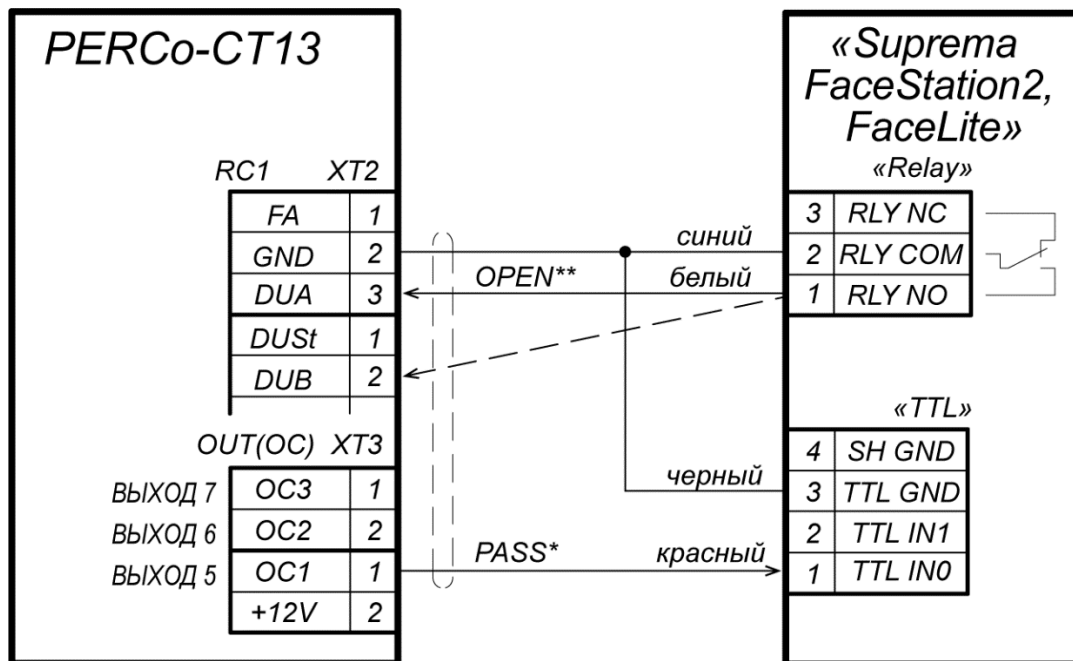 PERCo-CT13
RC1 XT2
FA 1
GND 2
DUA 3
DUSt 1
DUB 2
OUT(OC) XT3
ВЫХОД 7 OC3 1
ВЫХОД 6 OC2 2
ВЫХОД 5 OC1 1
+12V 2
синий
OPEN** белый
черный
PASS* красный
«Suprema
FaceStation2,
FaceLite»
«Relay»
3 RLY NC
2 RLY COM
1 RLY NO
«TTL»
4 SH GND
3 TTL GND
2 TTL IN1
1 TTL IN0